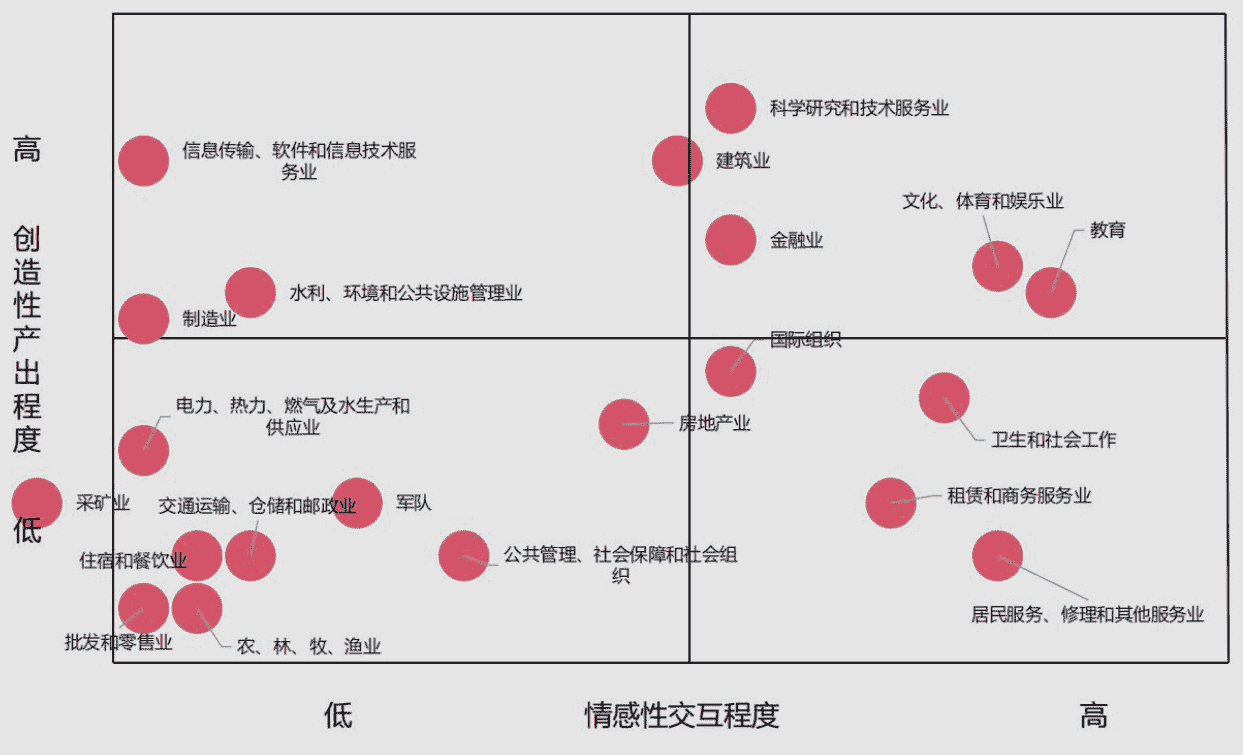 科学研究和技术服务业
信息传输、软件和信息技术服
务业
建筑业
文化、体育和娱乐业
教育
金融业
水利、环境和公共设施管理业
制造业
国际组织
电力、热力、燃气及水生产和
供应业
房地产业
卫生和社会工作
采矿业
交通运输、仓储和邮政业
军队
租赁和商务服务业
住宿和餐饮业
公共管理、社会保障和社会组
织
居民服务、修理和其他服务业
批发和零售业
农、林、牧、渔业
高
创造性产出程度
低
低
情感性交互程度
高